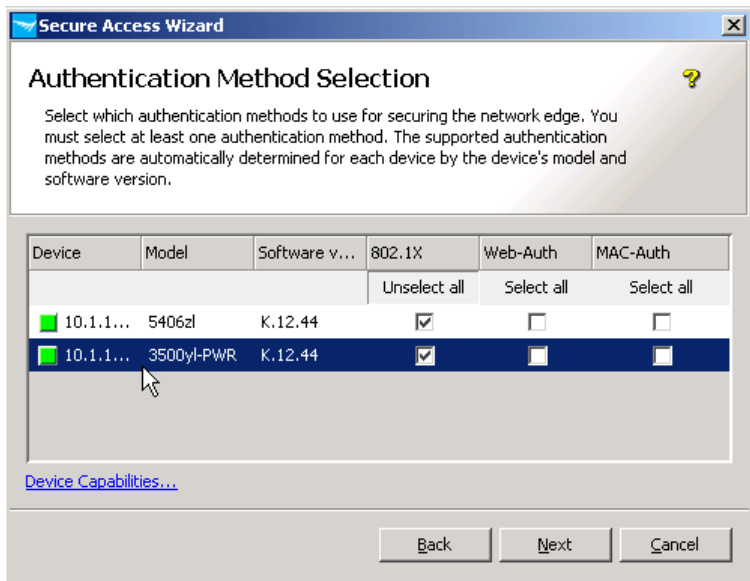 Secure Access Wizard
Authentication Method Selection
?
Select which authentication methods to use for securing the network edge. You
must select at least one authentication method. The supported authentication
methods are automatically determined for each device by the device's model and
software version.
Device Model Software v... 802.1X Web-Auth MAC-Auth
Unselect all Select all Select all
10.1.1... 5406zl K.12.44
10.1.1... 3500yl-PWR K.12.44
Device Capabilities...
Back Next Cancel